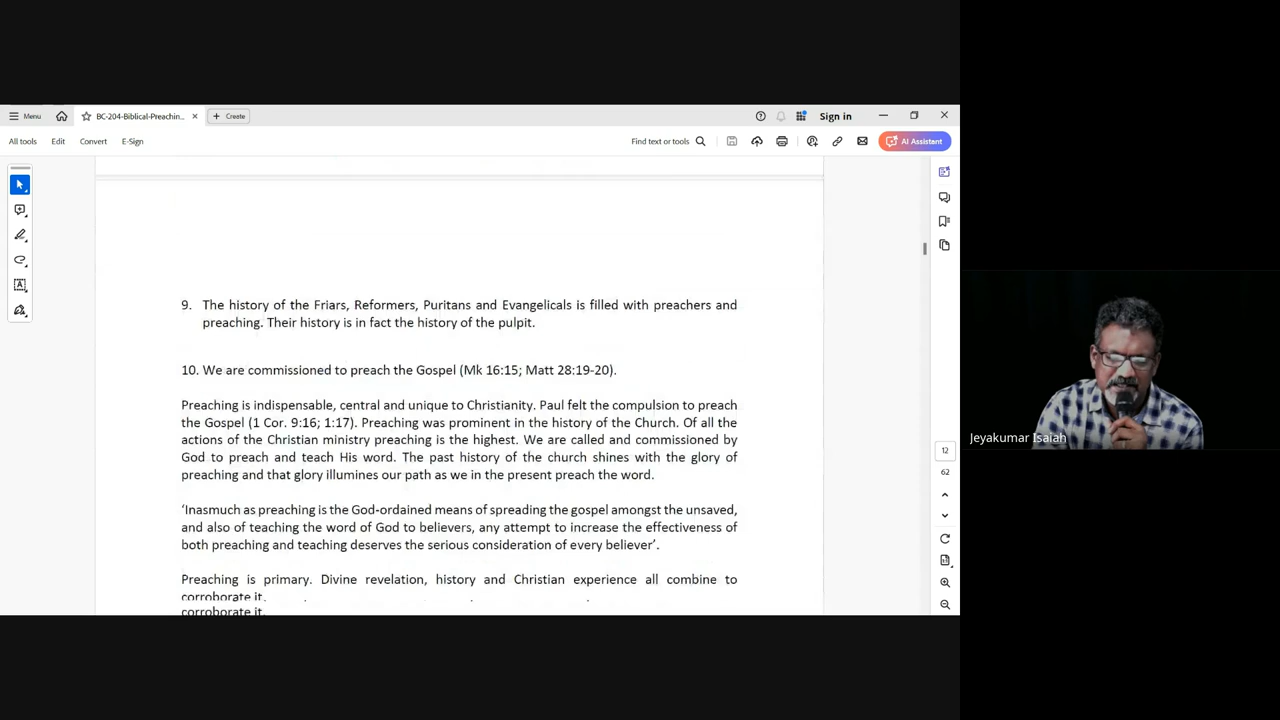 Menu
BC-204-Biblical-Preachin...
Create
Sign in
All tools
Edit
Convert
E-Sign
Find text or tools
AI Assistant
9. The history of the Friars, Reformers, Puritans and Evangelicals is filled with preachers and
preaching. Their history is in fact the history of the pulpit.
10. We are commissioned to preach the Gospel (Mk 16:15; Matt 28:19-20).
Preaching is indispensable, central and unique to Christianity. Paul felt the compulsion to preach
the Gospel (1 Cor. 9:16; 1:17). Preaching was prominent in the history of the Church. Of all the
actions of the Christian ministry preaching is the highest. We are called and commissioned by
God to preach and teach His word. The past history of the church shines with the glory of
preaching and that glory illumines our path as we in the present preach the word.
‘Inasmuch as preaching is the God-ordained means of spreading the gospel amongst the unsaved,
and also of teaching the word of God to believers, any attempt to increase the effectiveness of
both preaching and teaching deserves the serious consideration of every believer’.
Preaching is primary. Divine revelation, history and Christian experience all combine to
corroborate it.
corroborate it.
12
62
Jeyakumar Isaiah